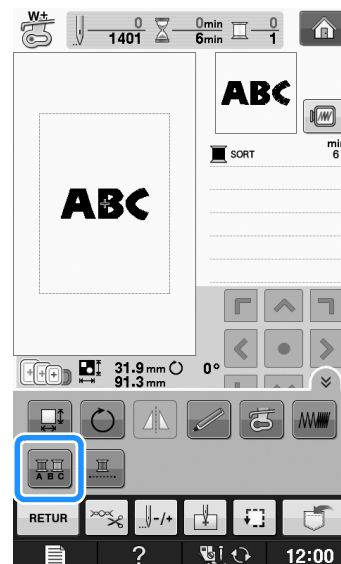 W+
0 0min 0
1401 6min 1
ABC
SORT min
6
ABC
31.9 mm 0°
91.3 mm
A B C
RETUR -/+
? 12:00